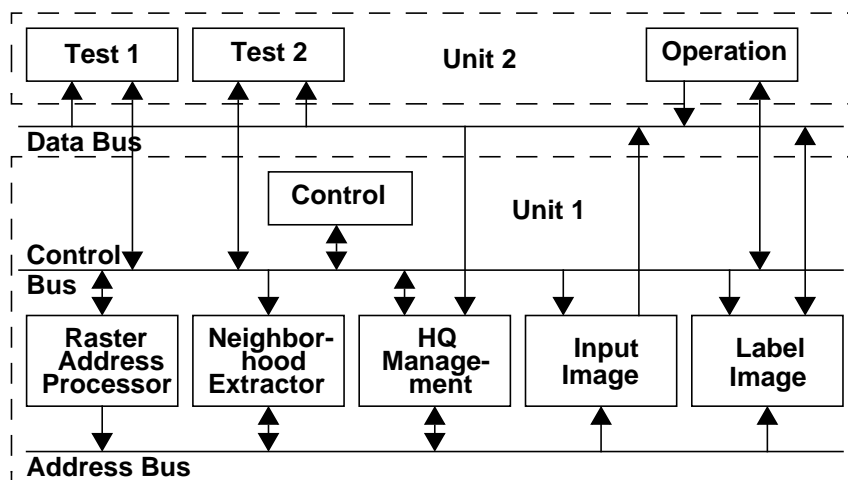 Test 1
Test 2
Unit 2
Operation
Data Bus
Control
Unit 1
Control
Bus
Raster
Address
Processor
Neighbor-
hood
Extractor
HQ
Manage-
ment
Input
Image
Label
Image
Address Bus